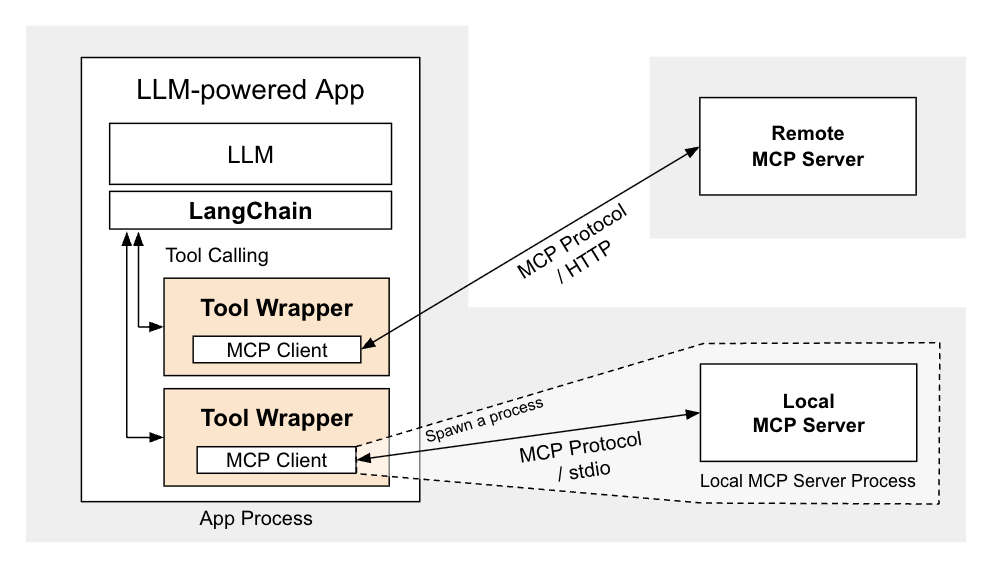 LLM-powered App
LLM
LangChain
Tool Calling
Tool Wrapper
MCP Client
Tool Wrapper
MCP Client
App Process
MCP Protocol
/ HTTP
Remote
MCP Server
Spawn a process
MCP Protocol
/ stdio
Local
MCP Server
Local MCP Server Process